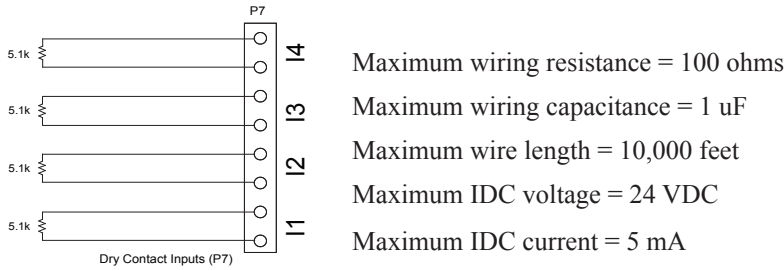 P7
5.1k
I4
5.1k
I3
5.1k
I2
5.1k
I1
Dry Contact Inputs (P7)
Maximum wiring resistance = 100 ohms
Maximum wiring capacitance = 1 uF
Maximum wire length = 10,000 feet
Maximum IDC voltage = 24 VDC
Maximum IDC current = 5 mA